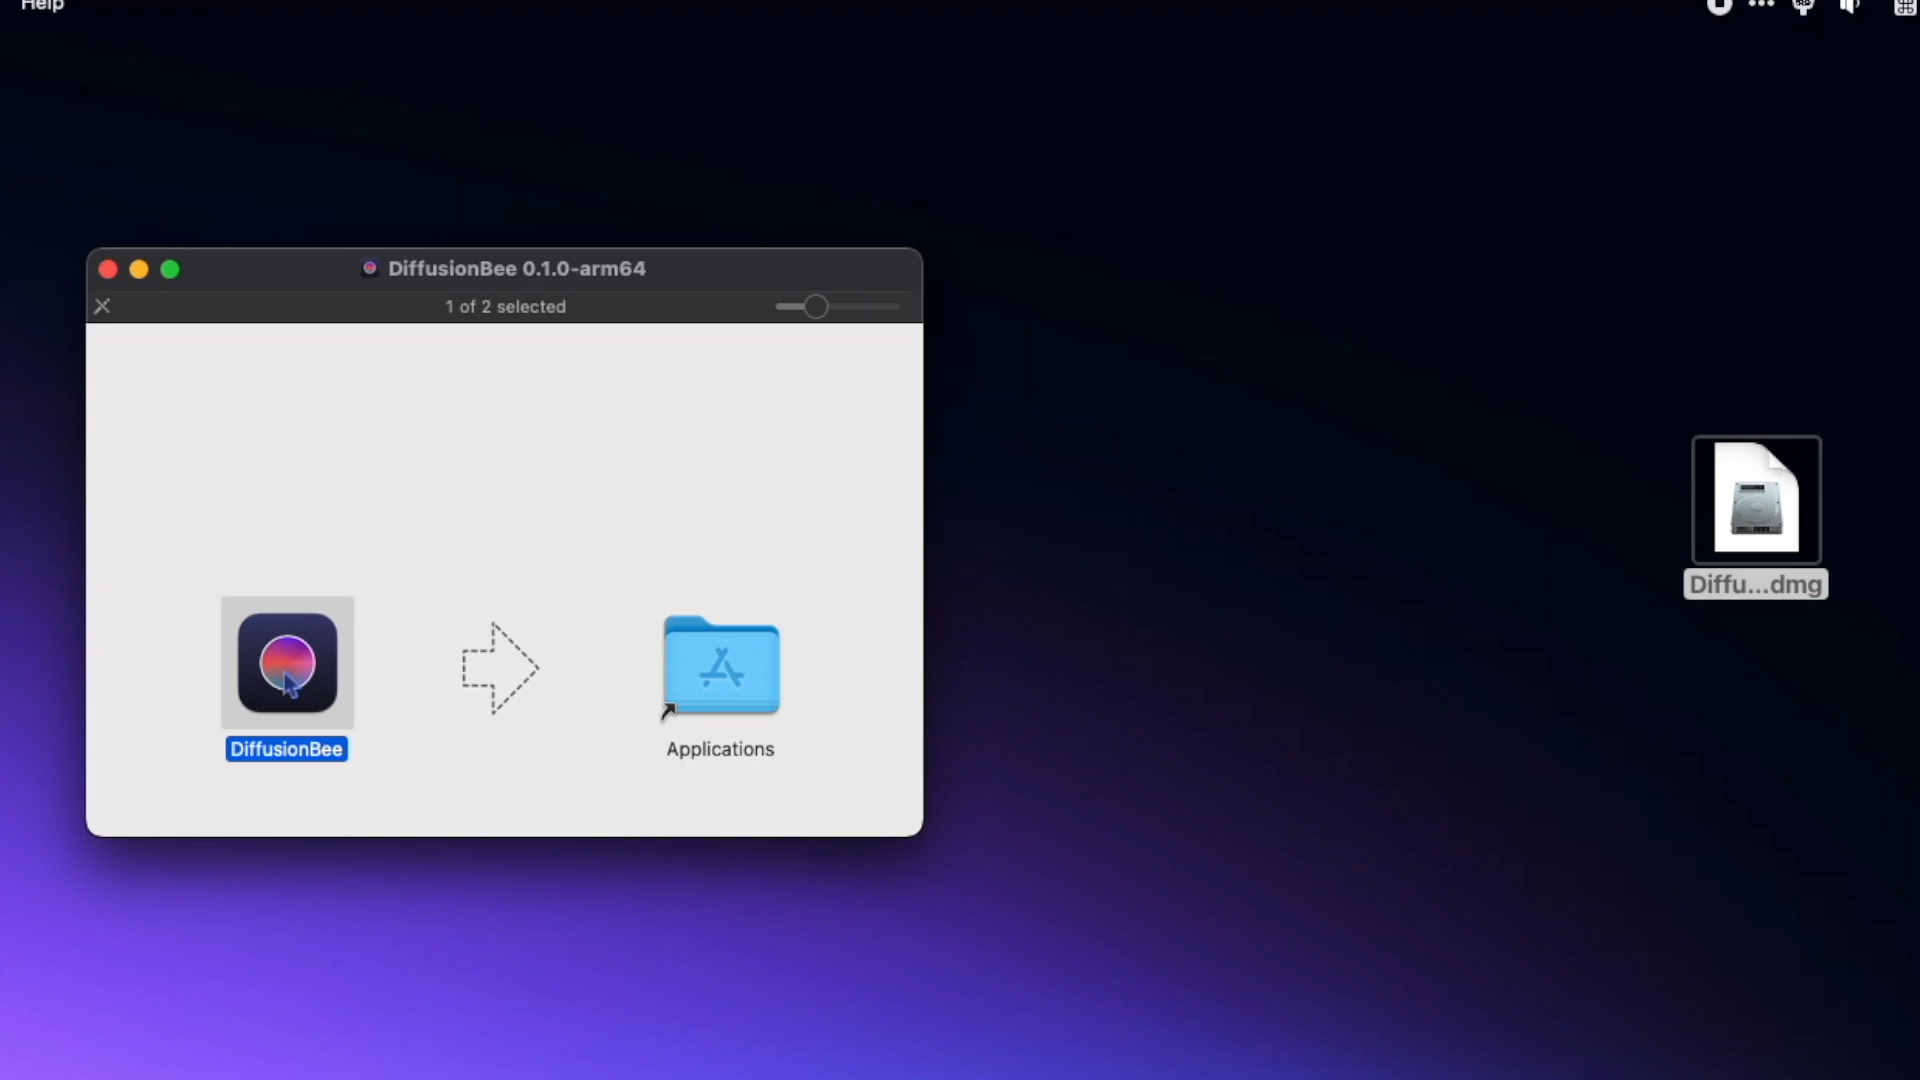 Help
DiffusionBee 0.1.0-arm64
1 of 2 selected
Diffu...dmg
DiffusionBee
Applications